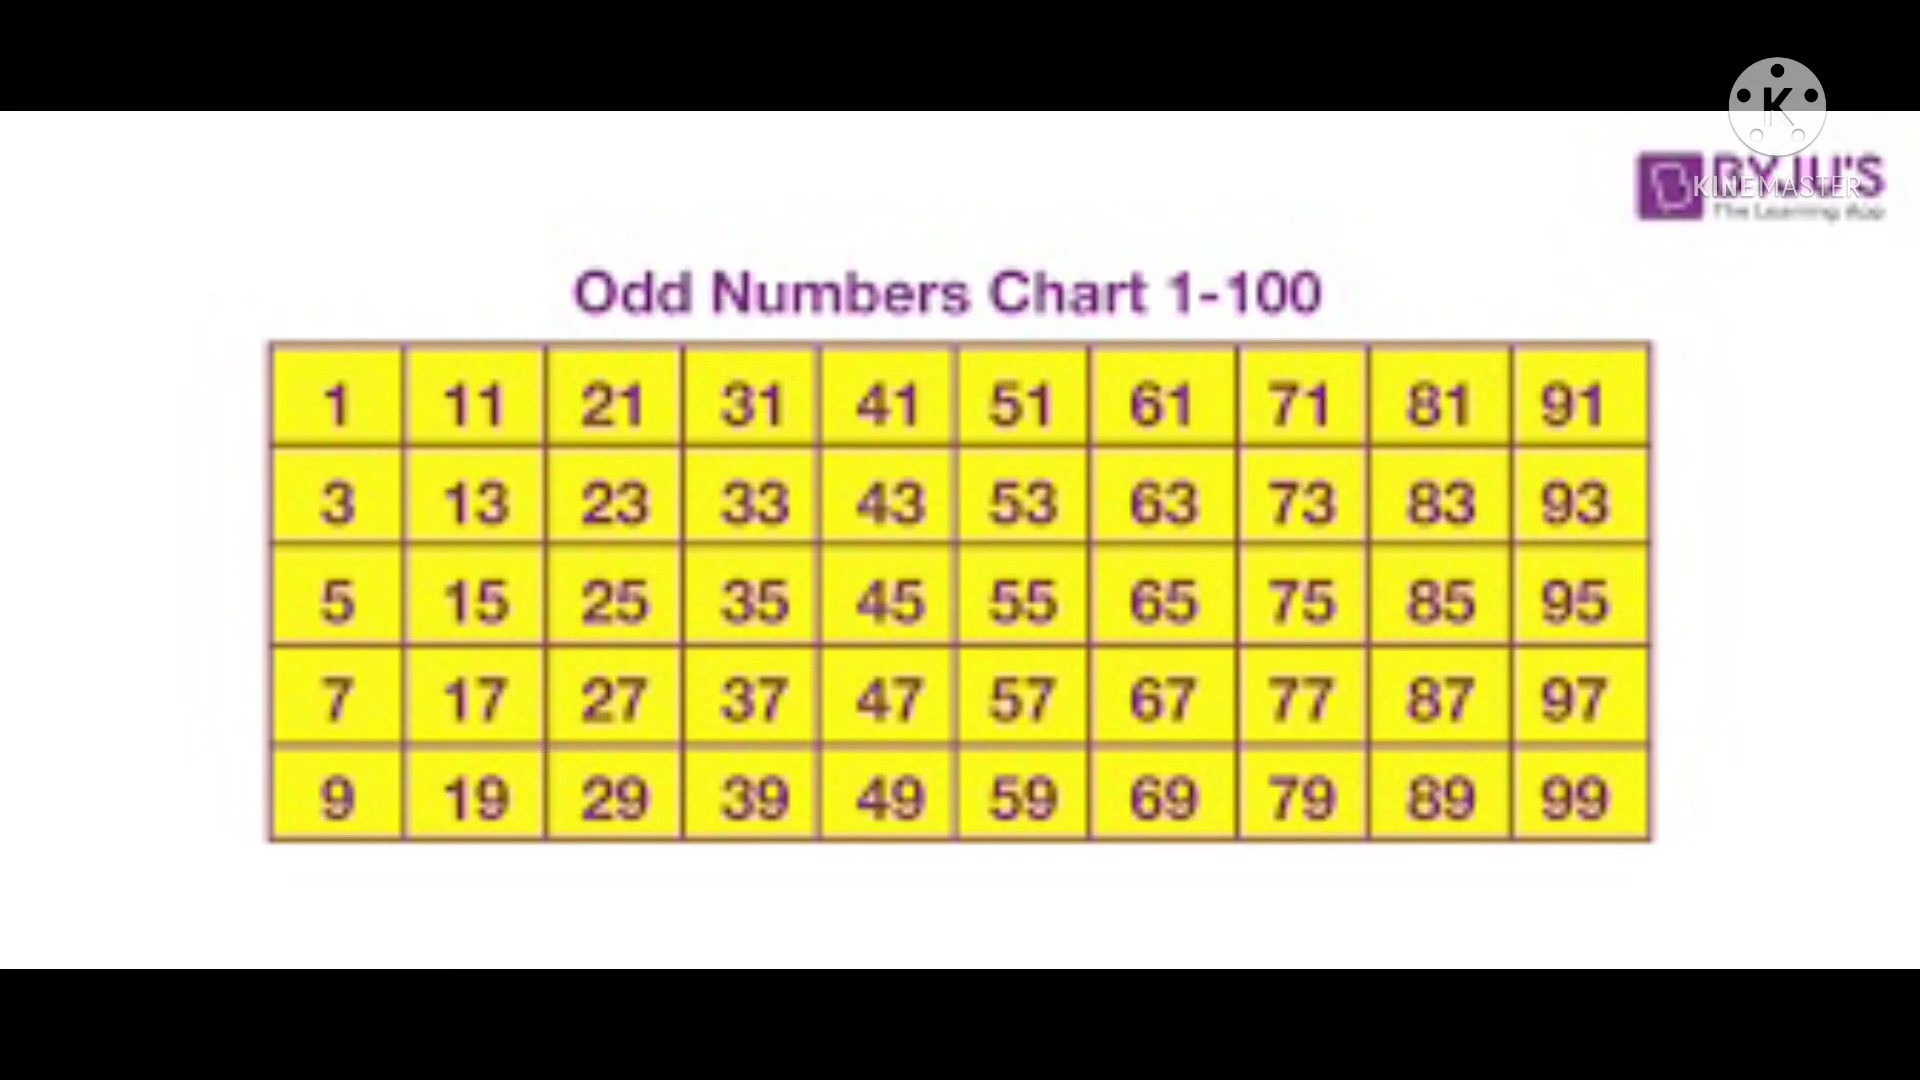 KINEMASTER
BYJU'S
The Learning App
Odd Numbers Chart 1-100
1 11 21 31 41 51 61 71 81 91
3 13 23 33 43 53 63 73 83 93
5 15 25 35 45 55 65 75 85 95
7 17 27 37 47 57 67 77 87 97
9 19 29 39 49 59 69 79 89 99